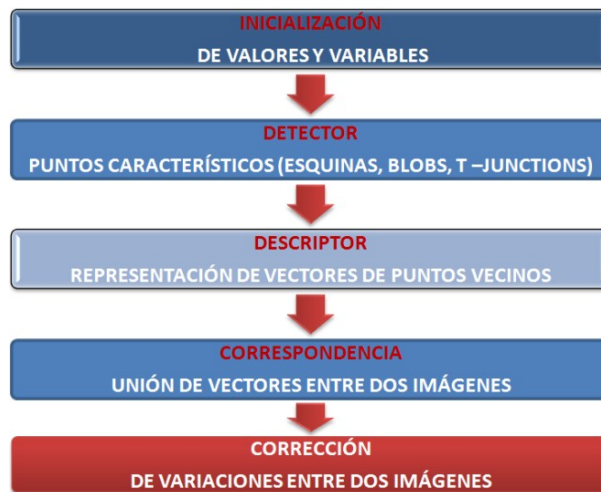 INICIALIZACIÓN
DE VALORES Y VARIABLES
DETECTOR
PUNTOS CARACTERÍSTICOS (ESQUINAS, BLOBS, T –JUNCTIONS)
DESCRIPTOR
REPRESENTACIÓN DE VECTORES DE PUNTOS VECINOS
CORRESPONDENCIA
UNIÓN DE VECTORES ENTRE DOS IMÁGENES
CORRECCIÓN
DE VARIACIONES ENTRE DOS IMÁGENES